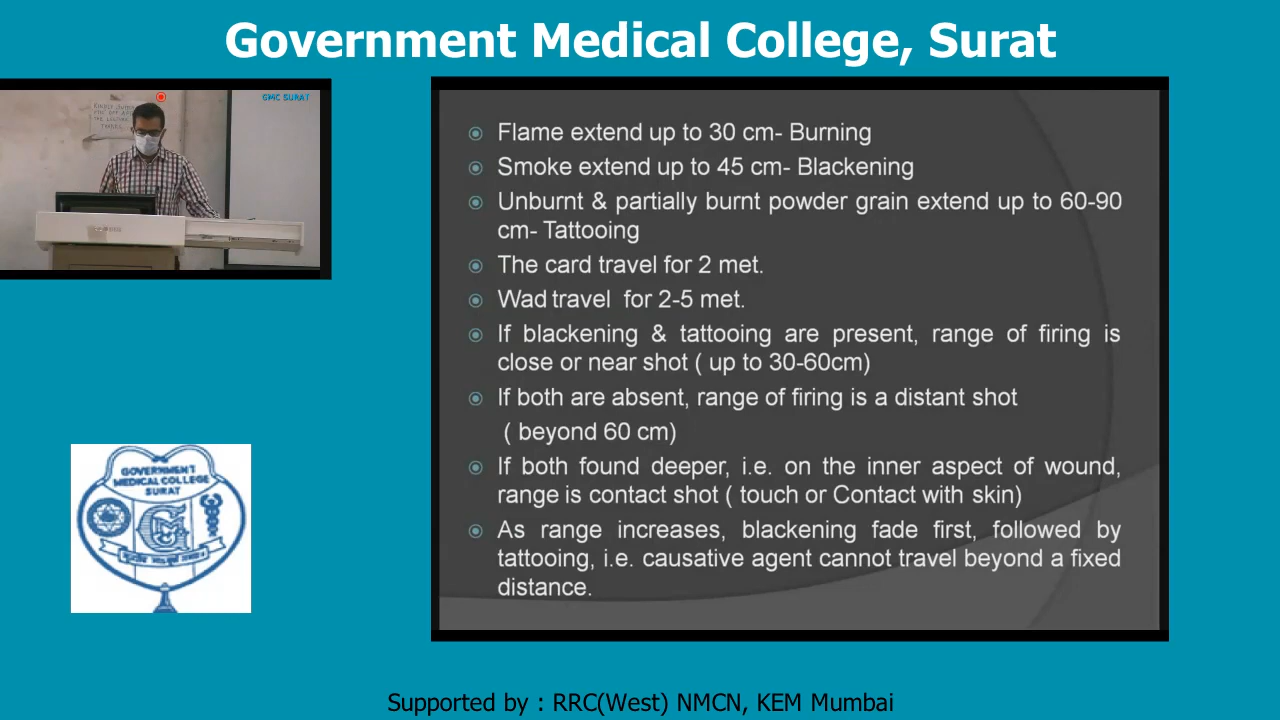 Government Medical College, Surat
GMC SURAT
Flame extend up to 30 cm- Burning
Smoke extend up to 45 cm- Blackening
Unburnt & partially burnt powder grain extend up to 60-90
cm- Tattooing
The card travel for 2 met.
Wad travel for 2-5 met.
If blackening & tattooing are present, range of firing is
close or near shot ( up to 30-60cm)
If both are absent, range of firing is a distant shot
( beyond 60 cm)
If both found deeper, i.e. on the inner aspect of wound,
range is contact shot ( touch or Contact with skin)
As range increases, blackening fade first, followed by
tattooing, i.e. causative agent cannot travel beyond a fixed
distance.
GOVERNMENT
MEDICAL COLLEGE
SURAT
Supported by : RRC(West) NMCN, KEM Mumbai